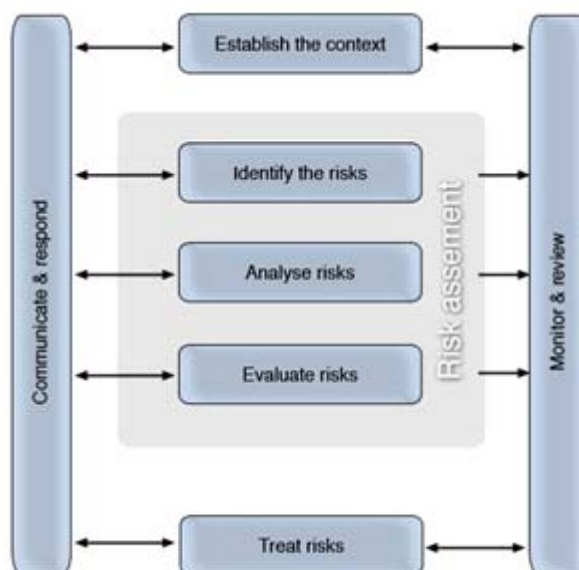 Establish the context
Communicate & respond
Identify the risks
Analyse risks
Evaluate risks
Risk assement
Monitor & review
Treat risks